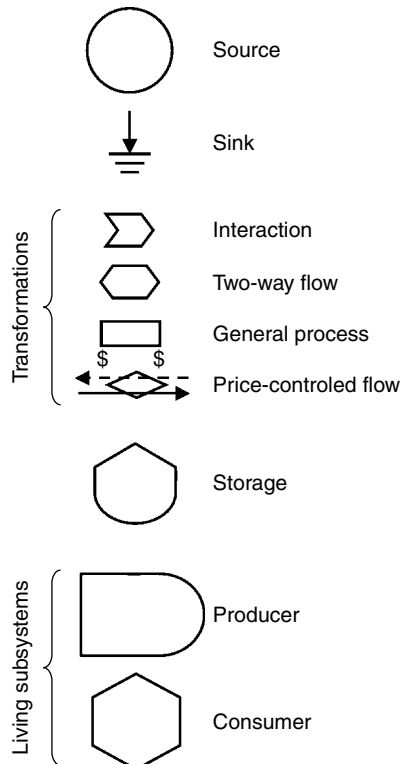 Source
Sink
Transformations
Interaction
Two-way flow
General process
$ $
Price-controled flow
Storage
Living subsystems
Producer
Consumer